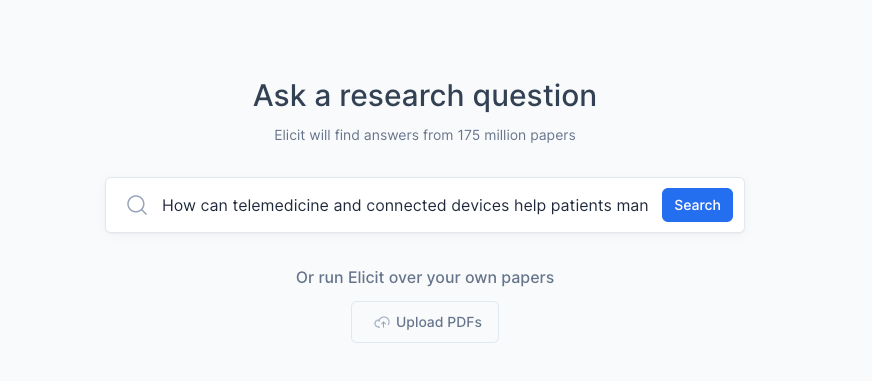 Ask a research question
Elicit will find answers from 175 million papers
How can telemedicine and connected devices help patients man
Search
Or run Elicit over your own papers
Upload PDFs